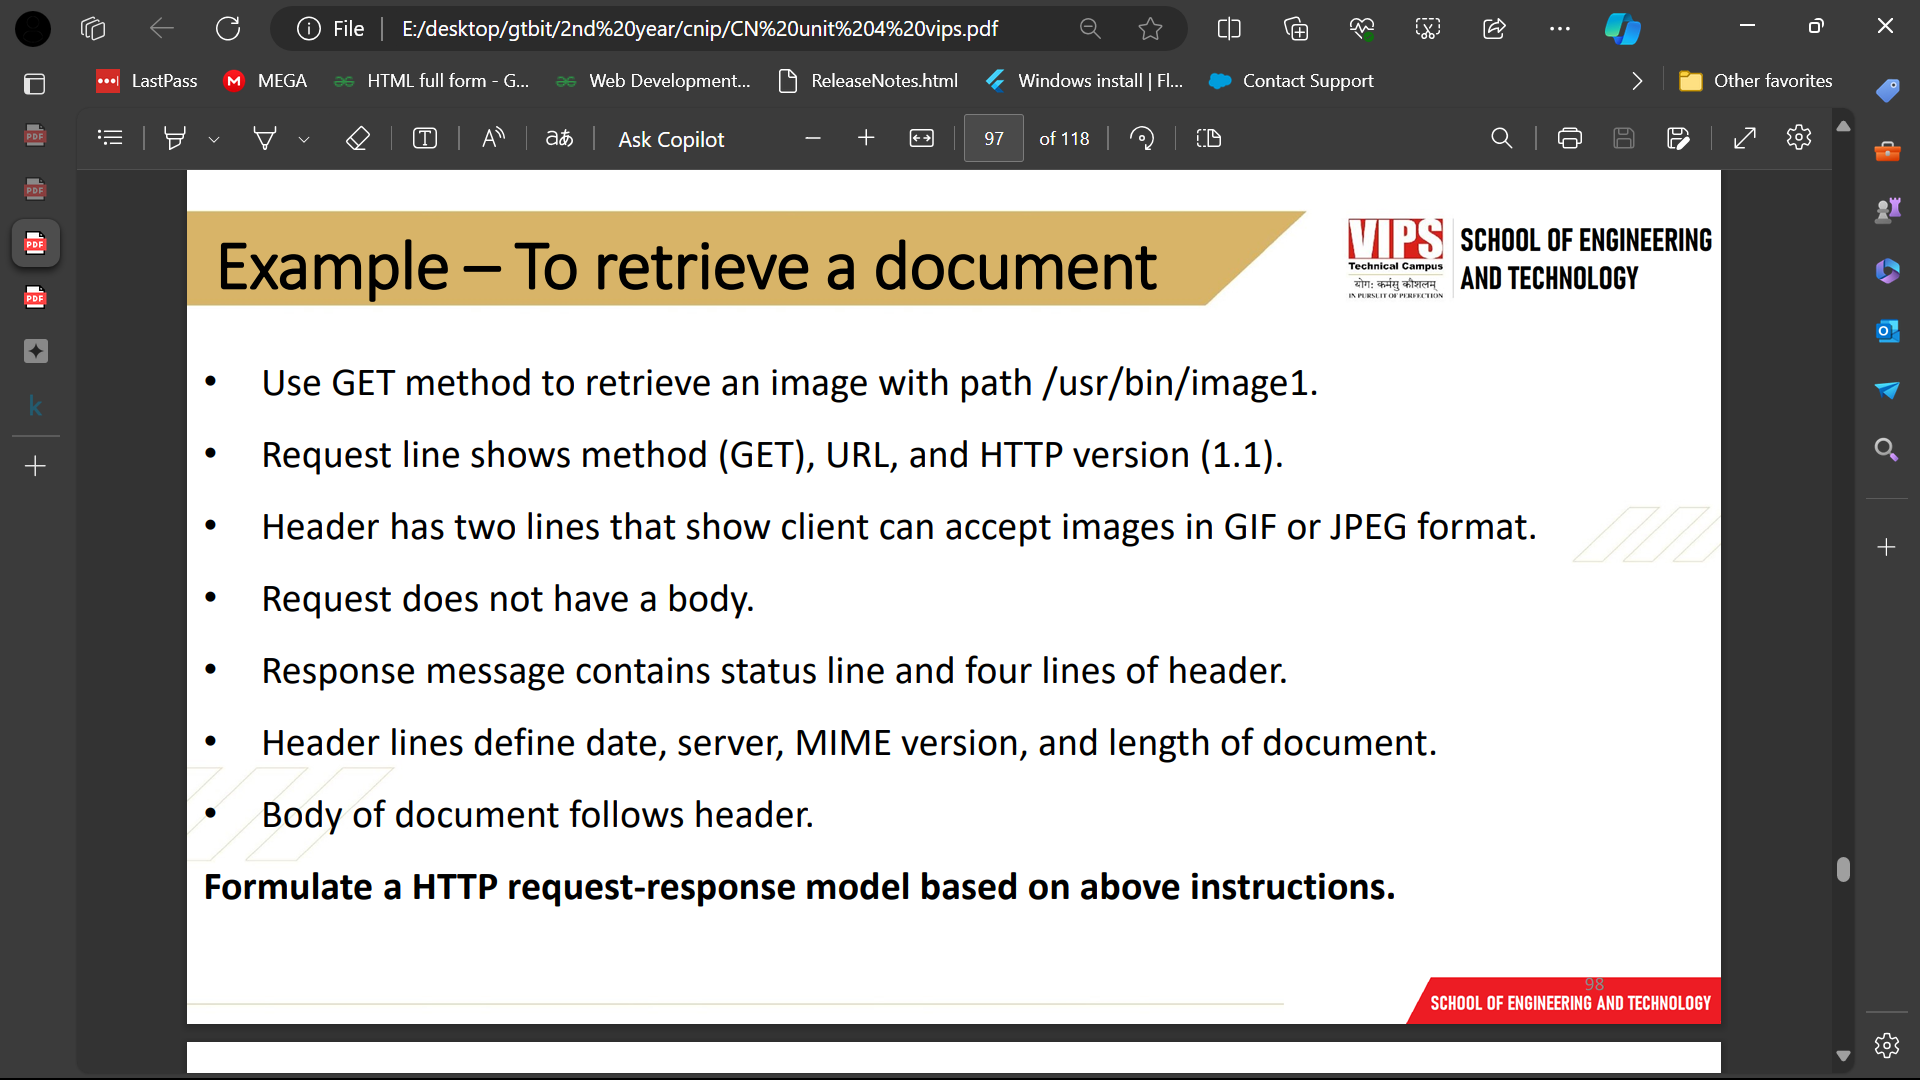 File
E:/desktop/gtbit/2nd%20year/cnip/CN%20unit%204%20vips.pdf
LastPass
MEGA
HTML full form - G...
Web Development...
ReleaseNotes.html
Windows install | Fl...
Contact Support
Other favorites
Ask Copilot
97
of 118
Example – To retrieve a document
VIPS
Technical Campus
योगः कर्मसु कौशलम्
IN PURSUIT OF PERFECTION
SCHOOL OF ENGINEERING
AND TECHNOLOGY
• Use GET method to retrieve an image with path /usr/bin/image1.
• Request line shows method (GET), URL, and HTTP version (1.1).
• Header has two lines that show client can accept images in GIF or JPEG format.
• Request does not have a body.
• Response message contains status line and four lines of header.
• Header lines define date, server, MIME version, and length of document.
• Body of document follows header.
Formulate a HTTP request-response model based on above instructions.
98
SCHOOL OF ENGINEERING AND TECHNOLOGY